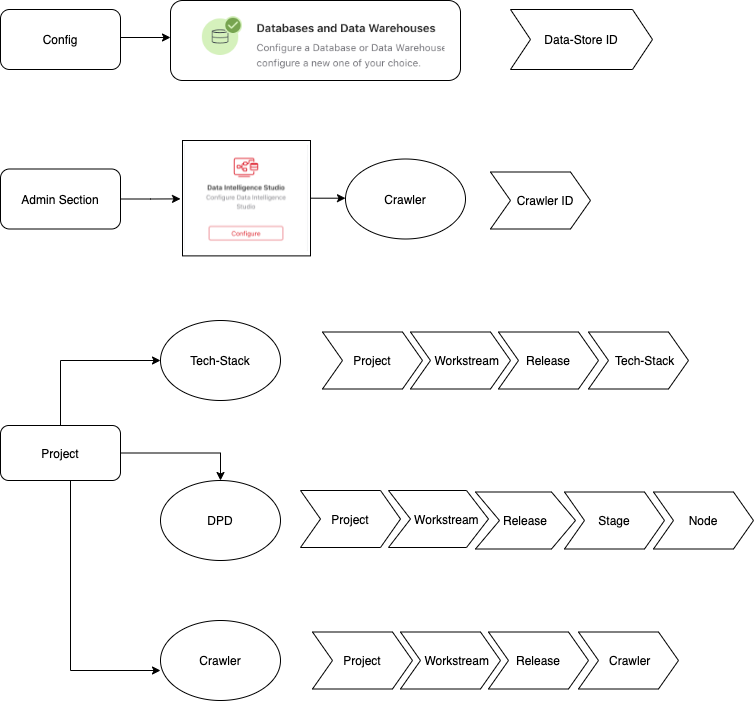 Config
Databases and Data Warehouses
Configure a Database or Data Warehouse
configure a new one of your choice.
Data-Store ID
Admin Section
Data Intelligence Studio
Configure Data Intelligence
Studio
Configure
Crawler
Crawler ID
Tech-Stack
Project
Workstream
Release
Tech-Stack
Project
DPD
Project
Workstream
Release
Stage
Node
Crawler
Project
Workstream
Release
Crawler